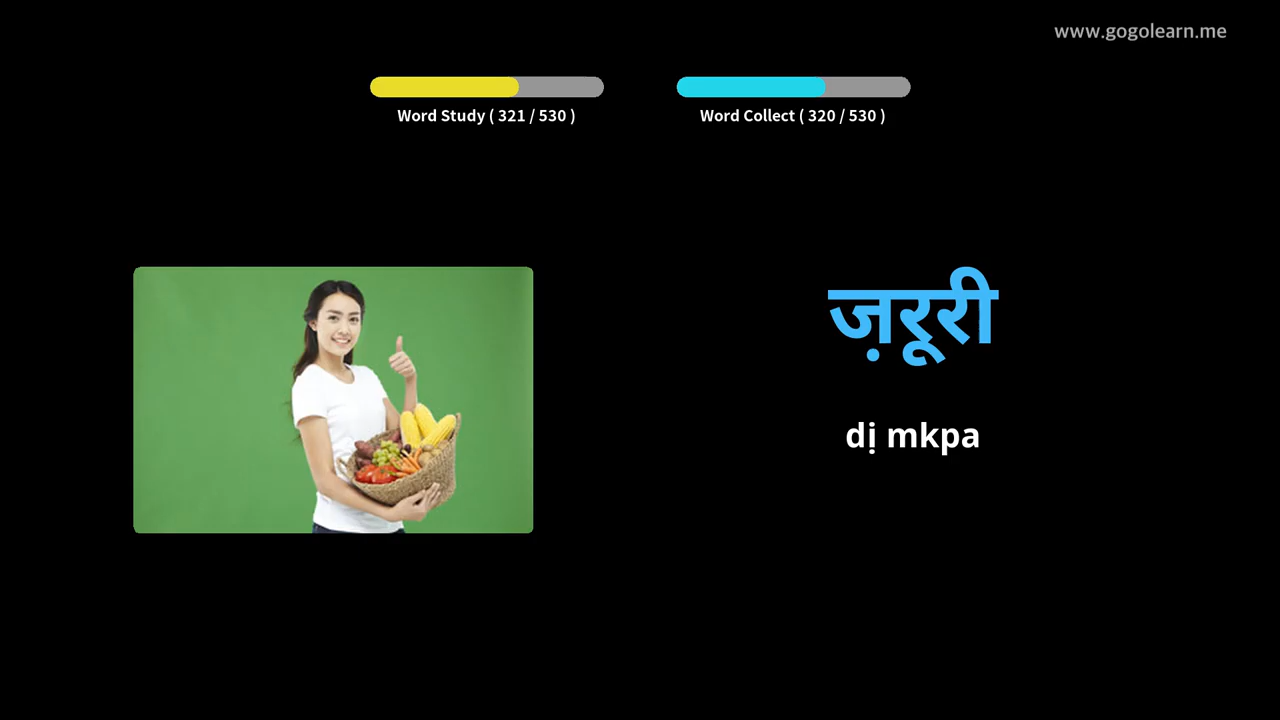 www.gogolearn.me
Word Study ( 321 / 530 )
Word Collect ( 320 / 530 )
ज़रूरी
dị mkpa